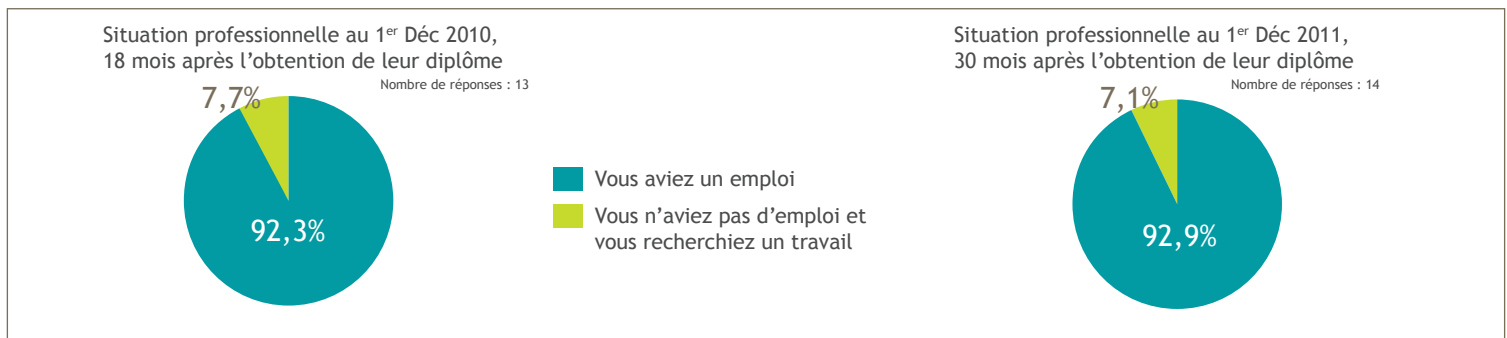 Situation professionnelle au 1er Déc 2010,
18 mois après l'obtention de leur diplôme
Nombre de réponses : 13
7,7%
92,3%
Vous aviez un emploi
Vous n'aviez pas d'emploi et
vous recherchiez un travail
Situation professionnelle au 1er Déc 2011,
30 mois après l'obtention de leur diplôme
Nombre de réponses : 14
7,1%
92,9%